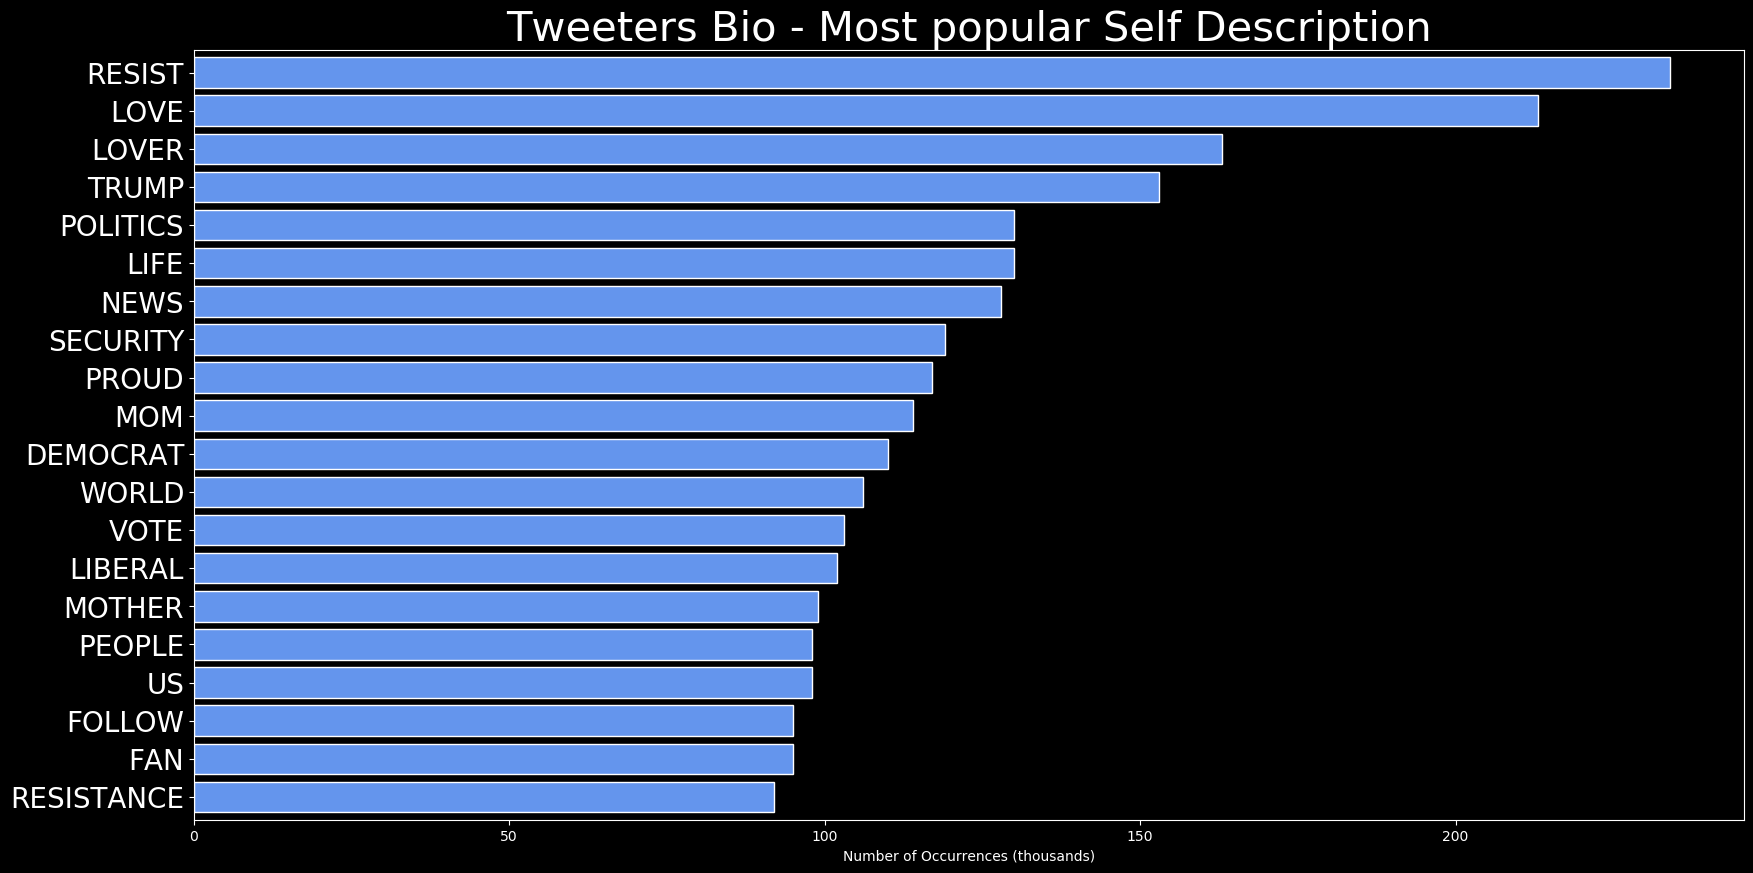 Tweeters Bio - Most popular Self Description
RESIST
LOVE
LOVER
TRUMP
POLITICS
LIFE
NEWS
SECURITY
PROUD
MOM
DEMOCRAT
WORLD
VOTE
LIBERAL
MOTHER
PEOPLE
US
FOLLOW
FAN
RESISTANCE
0 50 100 150 200
Number of Occurrences (thousands)